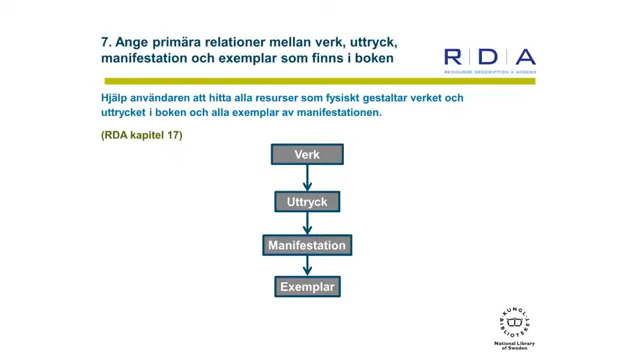 7. Ange primära relationer mellan verk, uttryck,
manifestation och exemplar som finns i boken
RDA
RESOURCE DESCRIPTION & ACCESS
Hjälp användaren att hitta alla resurser som fysiskt gestaltar verket och
uttrycket i boken och alla exemplar av manifestationen.
(RDA kapitel 17)
Verk
Uttryck
Manifestation
Exemplar
KUNGL. BIBLIOTEKET
National Library
of Sweden